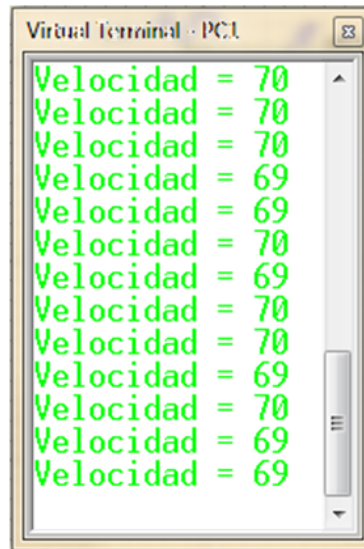 Virtual Terminal - PC1
Velocidad = 70
Velocidad = 70
Velocidad = 70
Velocidad = 69
Velocidad = 69
Velocidad = 70
Velocidad = 69
Velocidad = 70
Velocidad = 70
Velocidad = 69
Velocidad = 70
Velocidad = 69
Velocidad = 69